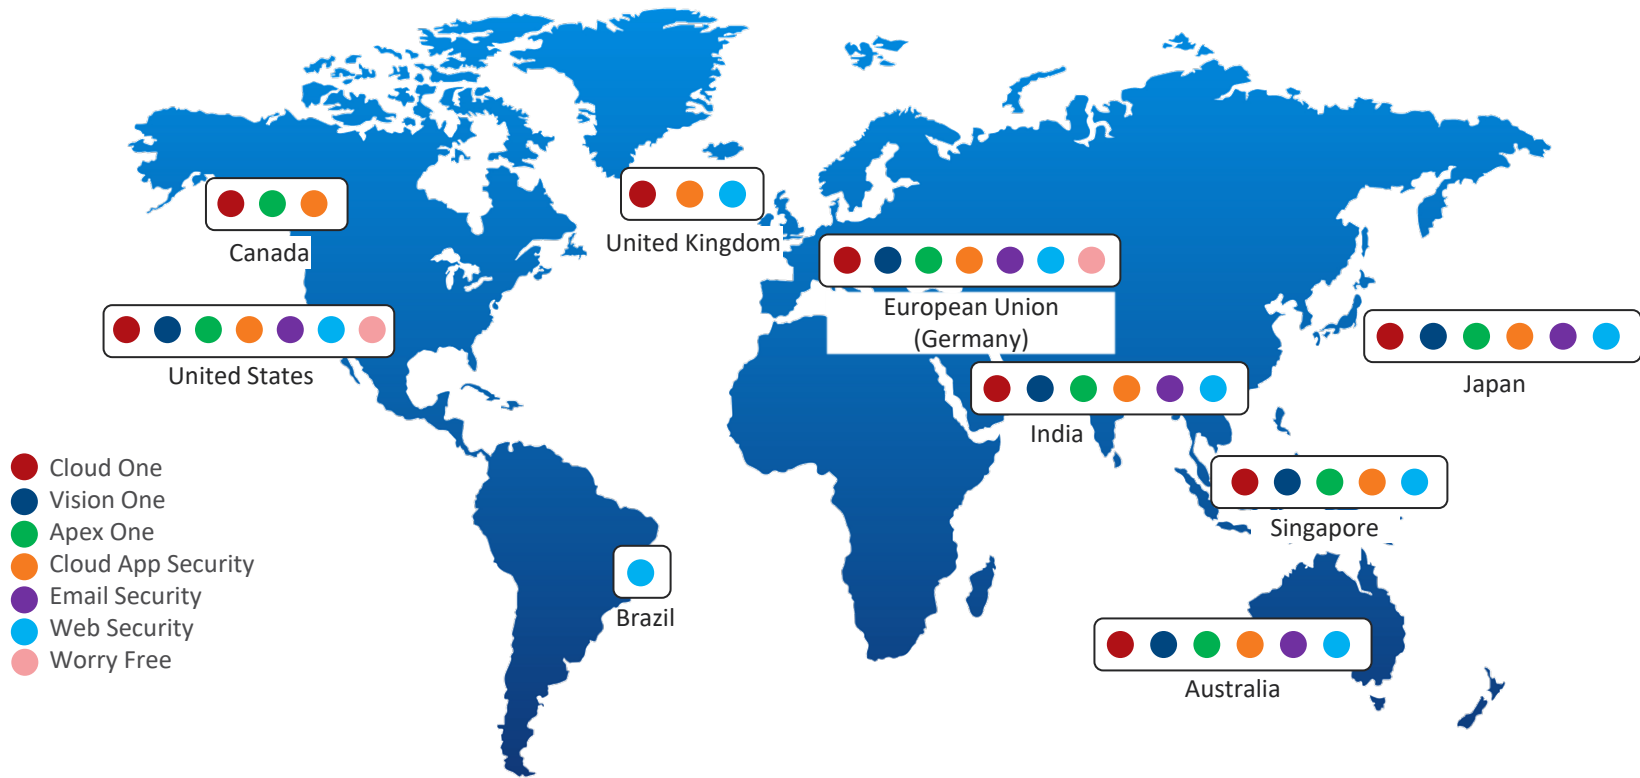 Canada
United Kingdom
European Union
(Germany)
United States
Japan
India
Cloud One
Vision One
Apex One
Cloud App Security
Email Security
Web Security
Worry Free
Singapore
Brazil
Australia